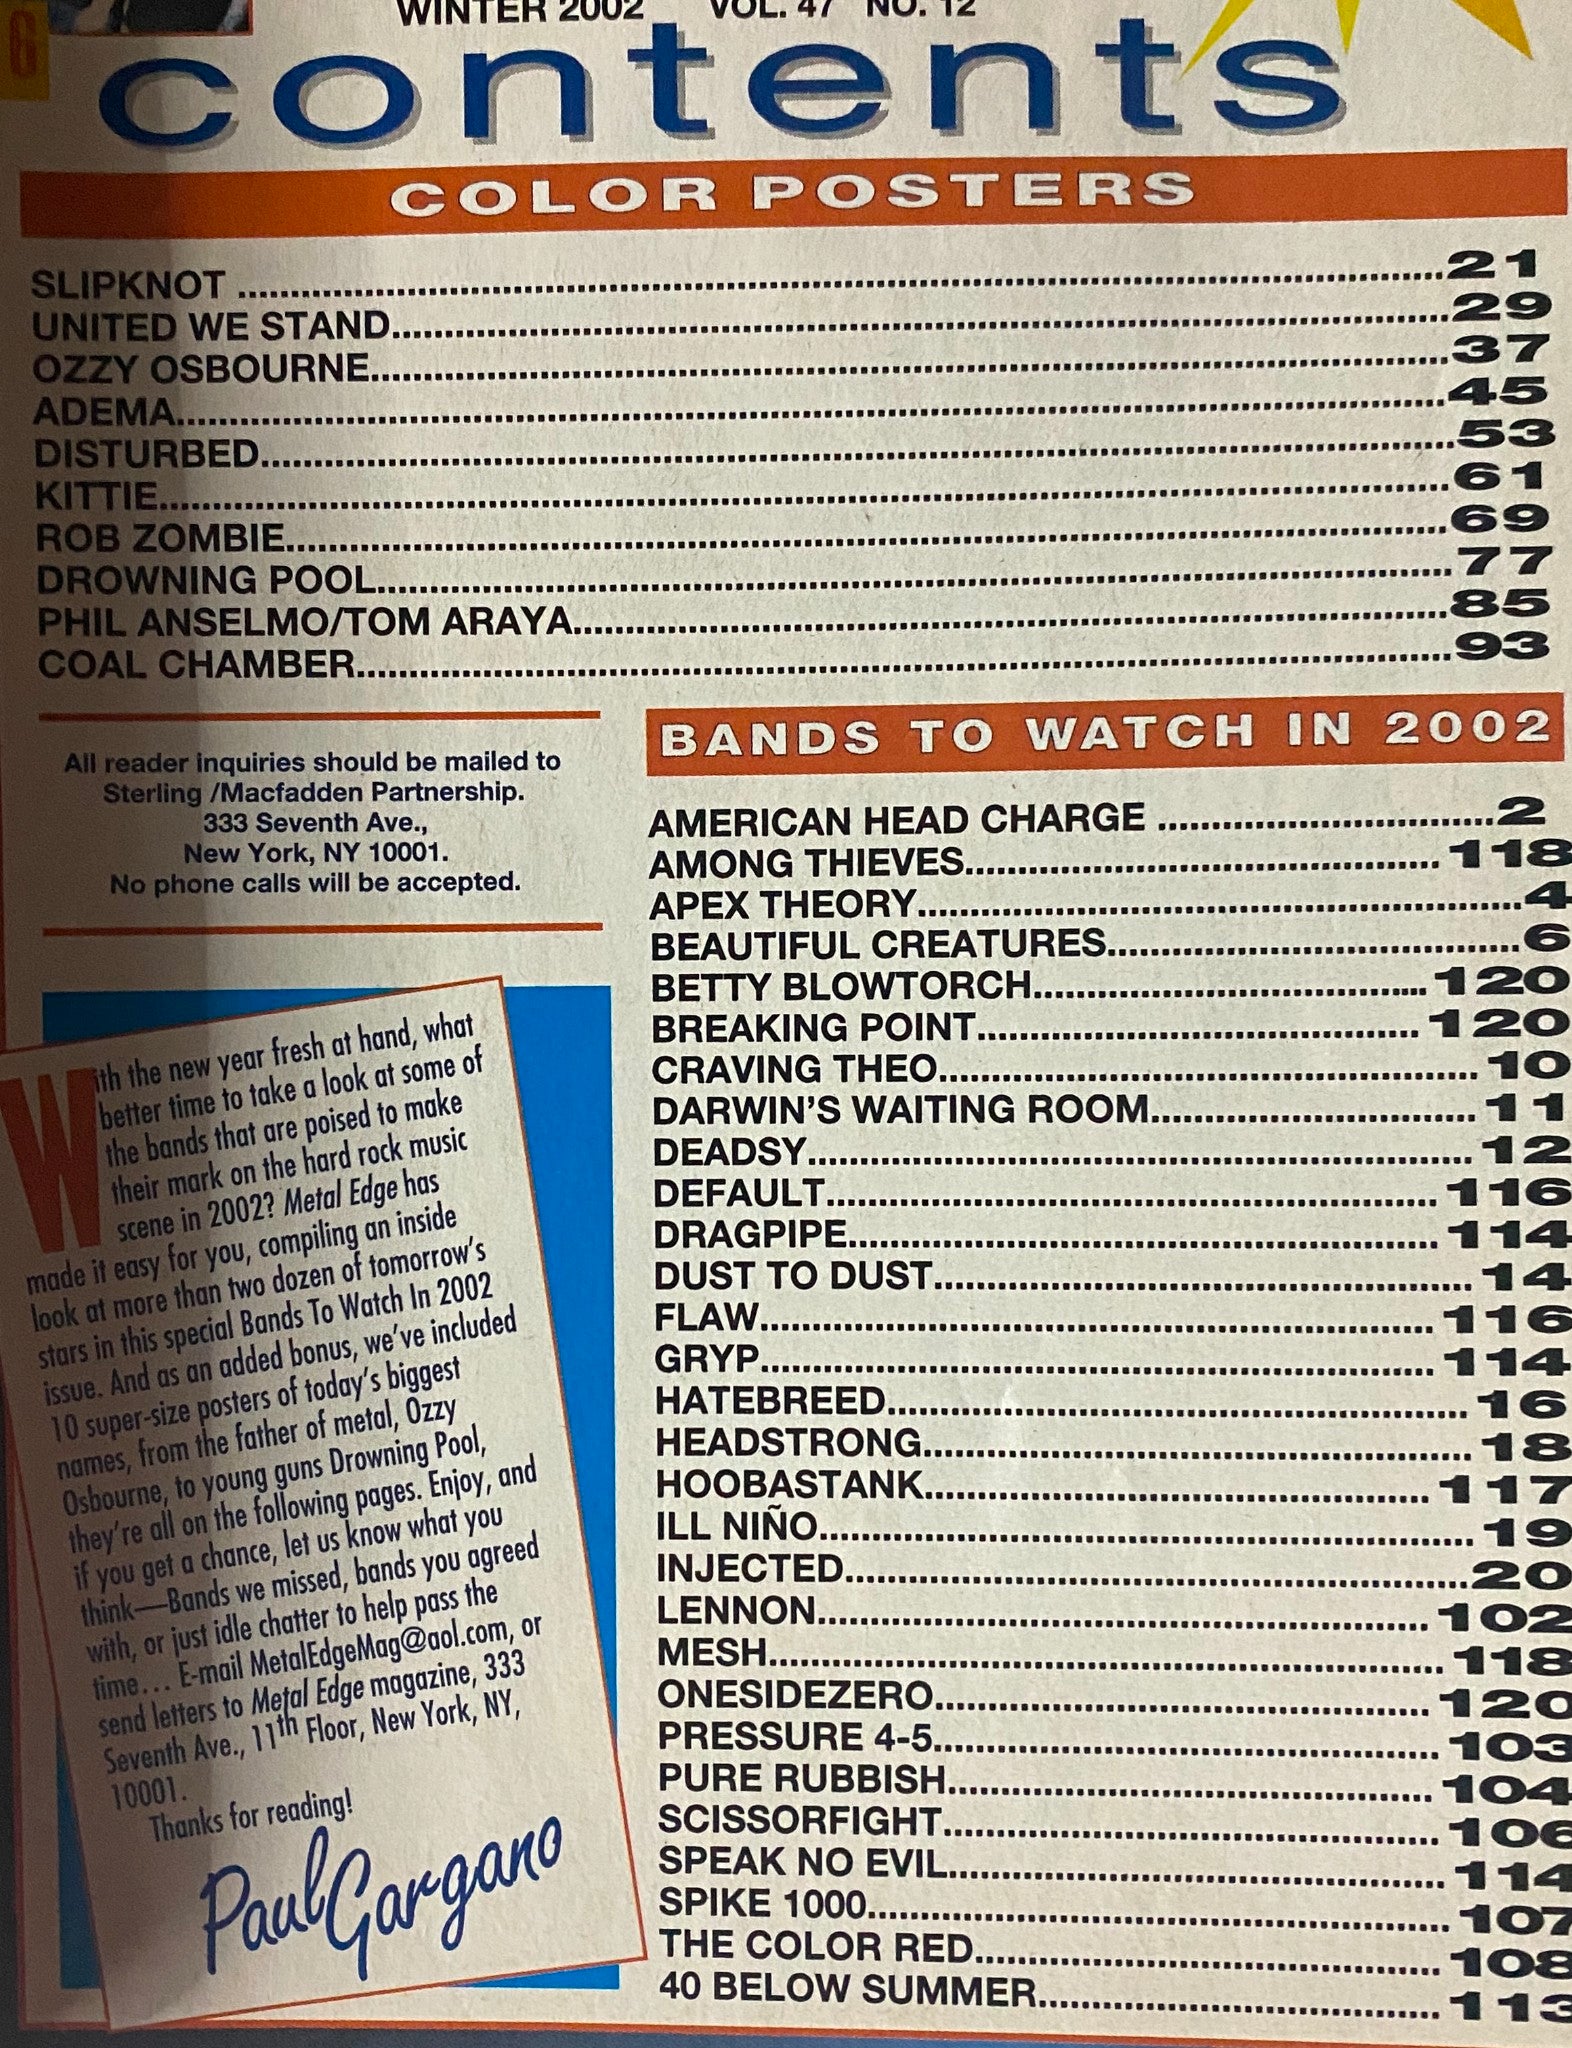 WINTER 2002 VOL. 47 NO. 12
contents
COLOR POSTERS
SLIPKNOT ........21
UNITED WE STAND........29
OZZY OSBOURNE........37
ADEMA........45
DISTURBED........53
KITTIE........61
ROB ZOMBIE........69
DROWNING POOL........77
PHIL ANSELMO/TOM ARAYA........85
COAL CHAMBER........93
All reader inquiries should be mailed to
Sterling /Macfadden Partnership.
333 Seventh Ave.,
New York, NY 10001.
No phone calls will be accepted.
With the new year fresh at hand, what
better time to take a look at some of
the bands that are poised to make
their mark on the hard rock music
scene in 2002? Metal Edge has
made it easy for you, compiling an inside
look at more than two dozen of tomorrow's
stars in this special Bands To Watch In 2002
issue. And as an added bonus, we've included
10 super-size posters of today's biggest
names, from the father of metal, Ozzy
Osbourne, to young guns Drowning Pool,
they're all on the following pages. Enjoy, and
if you get a chance, let us know what you
think—Bands we missed, bands you agreed
with, or just idle chatter to help pass the
time... E-mail MetalEdgeMag@aol.com, or
send letters to Metal Edge magazine, 333
Seventh Ave., 11th Floor, New York, NY,
10001.
Thanks for reading!
Paul Gargano
BANDS TO WATCH IN 2002
AMERICAN HEAD CHARGE ........2
AMONG THIEVES........118
APEX THEORY........4
BEAUTIFUL CREATURES........6
BETTY BLOWTORCH........120
BREAKING POINT........120
CRAVING THEO........10
DARWIN'S WAITING ROOM........11
DEADSY........12
DEFAULT........116
DRAGPIPE........114
DUST TO DUST........14
FLAW........116
GRYP........114
HATEBREED........16
HEADSTRONG........18
HOOBASTANK........117
ILL NIÑO........19
INJECTED........20
LENNON........102
MESH........118
ONESIDEZERO........120
PRESSURE 4-5........103
PURE RUBBISH........104
SCISSORFIGHT........106
SPEAK NO EVIL........114
SPIKE 1000........107
THE COLOR RED........108
40 BELOW SUMMER........113